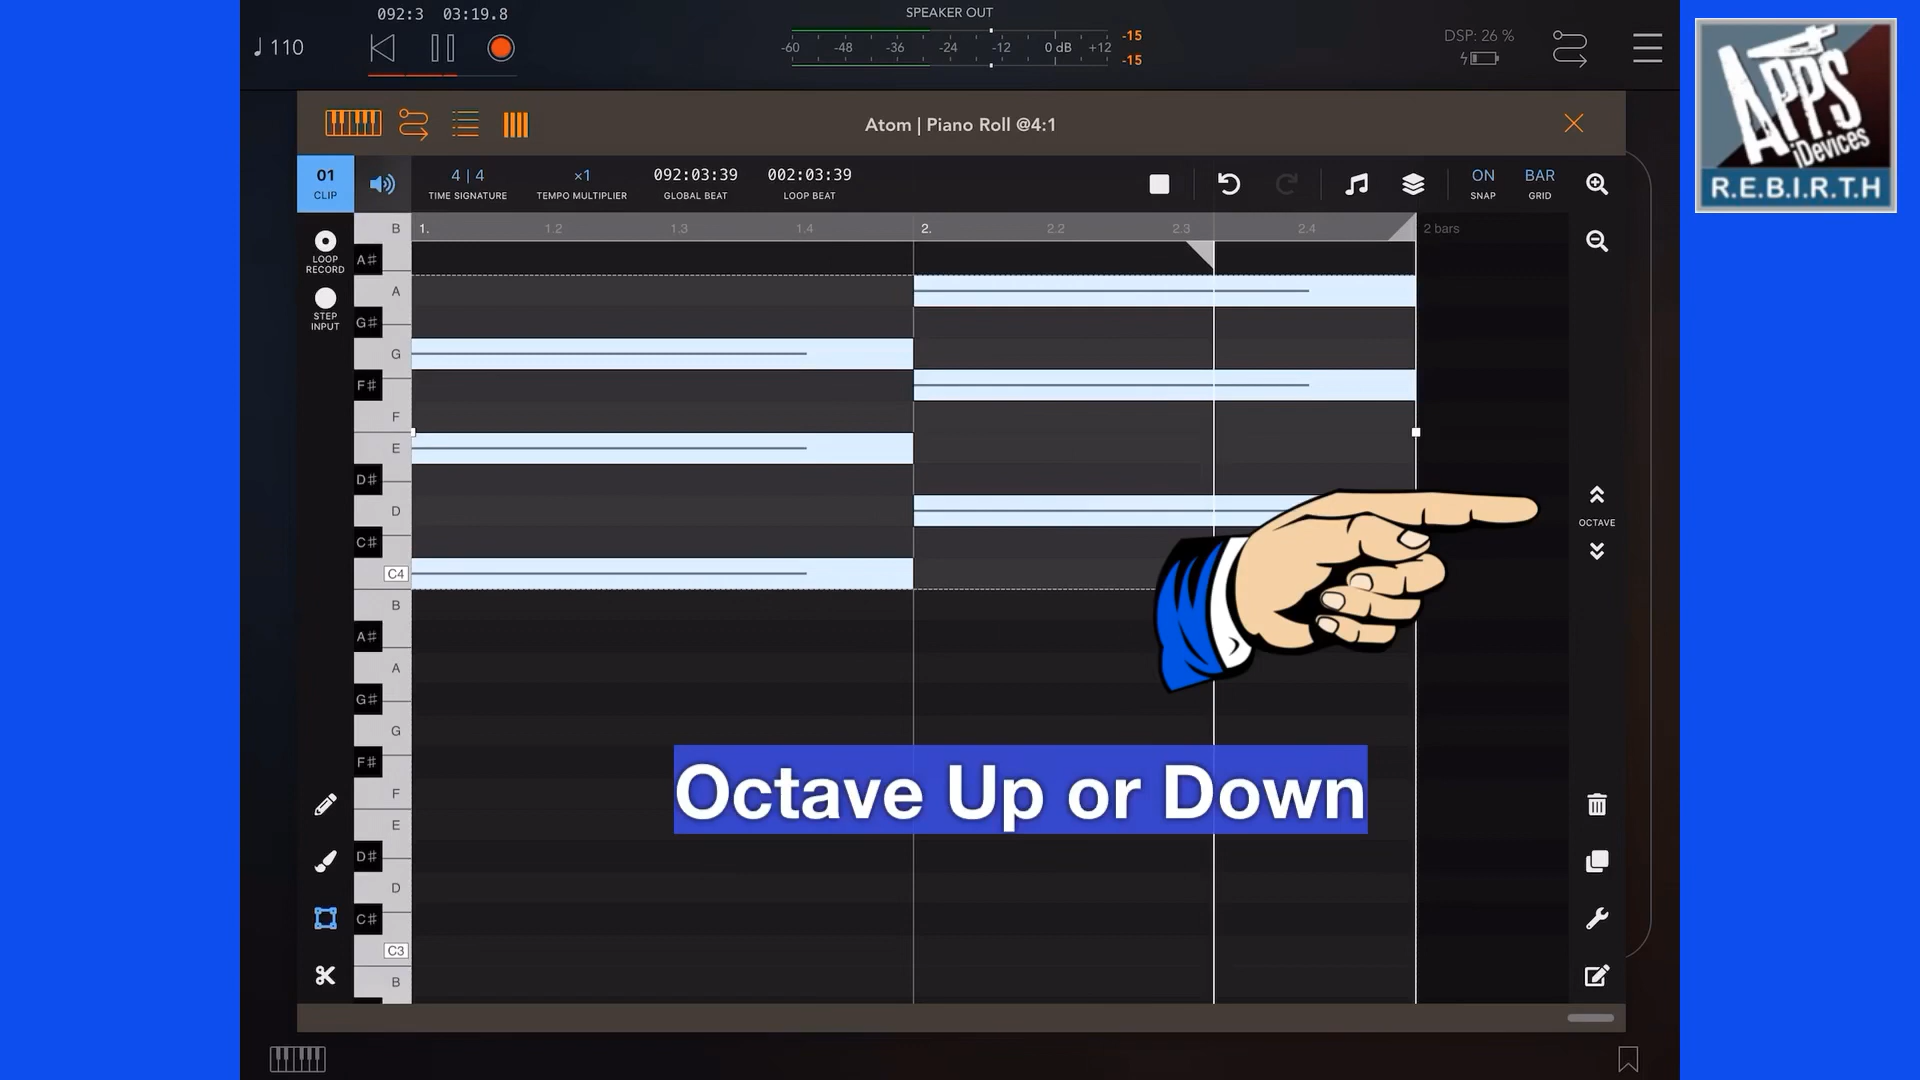 092:3 03:19.8
SPEAKER OUT
♩ 110
-60 -48 -36 -24 -12 0 dB +12
-15
-15
DSP: 26 %
APPS
iDevices
R.E.B.I.R.T.H
Atom | Piano Roll @4:1
01
CLIP
4 | 4
TIME SIGNATURE
×1
TEMPO MULTIPLIER
092:03:39
GLOBAL BEAT
002:03:39
LOOP BEAT
ON
SNAP
BAR
GRID
B 1. 1.2 1.3 1.4 2. 2.2 2.3 2.4 2 bars
LOOP
RECORD
STEP
INPUT
A♯
A
G♯
G
F♯
F
E
D♯
D
C♯
C4
B
A♯
A
G♯
G
F♯
F
E
D♯
D
C♯
C3
B
OCTAVE
Octave Up or Down